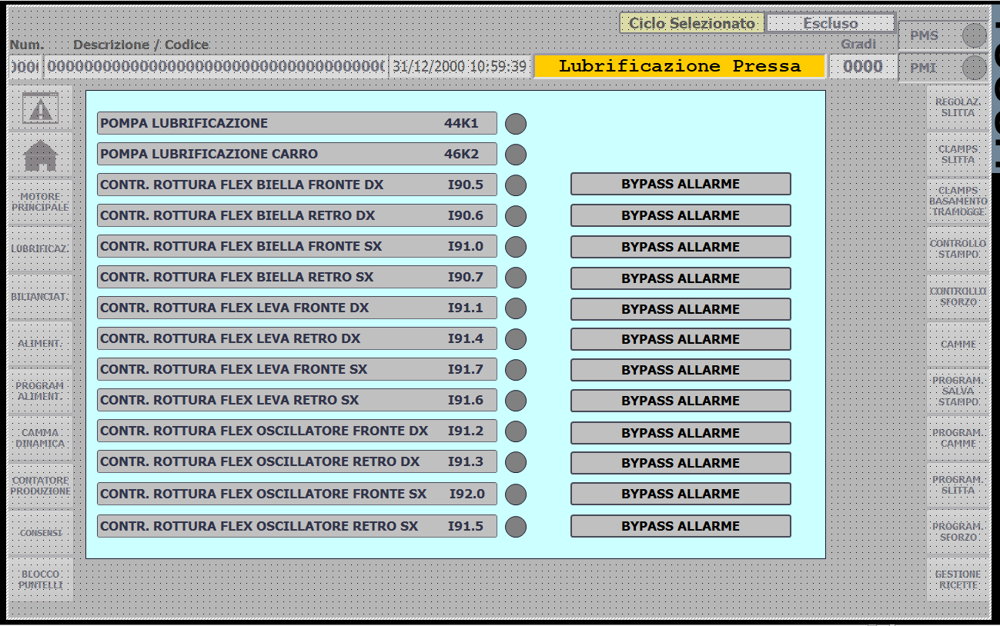 Ciclo Selezionato Escluso
Num. Descrizione / Codice Gradi PMS
31/12/2000 10:59:39 Lubrificazione Pressa 0000 PMI
POMPA LUBRIFICAZIONE 44K1
POMPA LUBRIFICAZIONE CARRO 46K2
CONTR. ROTTURA FLEX BIELLA FRONTE DX I90.5 BYPASS ALLARME
CONTR. ROTTURA FLEX BIELLA RETRO DX I90.6 BYPASS ALLARME
CONTR. ROTTURA FLEX BIELLA FRONTE SX I91.0 BYPASS ALLARME
CONTR. ROTTURA FLEX BIELLA RETRO SX I90.7 BYPASS ALLARME
CONTR. ROTTURA FLEX LEVA FRONTE DX I91.1 BYPASS ALLARME
CONTR. ROTTURA FLEX LEVA RETRO DX I91.4 BYPASS ALLARME
CONTR. ROTTURA FLEX LEVA FRONTE SX I91.7 BYPASS ALLARME
CONTR. ROTTURA FLEX LEVA RETRO SX I91.6 BYPASS ALLARME
CONTR. ROTTURA FLEX OSCILLATORE FRONTE DX I91.2 BYPASS ALLARME
CONTR. ROTTURA FLEX OSCILLATORE RETRO DX I91.3 BYPASS ALLARME
CONTR. ROTTURA FLEX OSCILLATORE FRONTE SX I92.0 BYPASS ALLARME
CONTR. ROTTURA FLEX OSCILLATORE RETRO SX I91.5 BYPASS ALLARME
MOTORE
PRINCIPALE
LUBRIFICAZ.
BILIANCIAT.
ALIMENT.
PROGRAM
ALIMENT.
CAMMA
DINAMICA
CONTATORE
PRODUZIONE
CONSENSI
BLOCCO
PUNTELLI
REGOLAZ.
SLITTA
CLAMPS
SLITTA
CLAMPS
BASAMENTO
TRAMOGGE
CONTROLLO
STAMPO
CONTROLLO
SFORZO
CAMME
PROGRAM.
SALVA
STAMPO
PROGRAM.
CAMME
PROGRAM.
SLITTA
PROGRAM.
SFORZO
GESTIONE
RICETTE